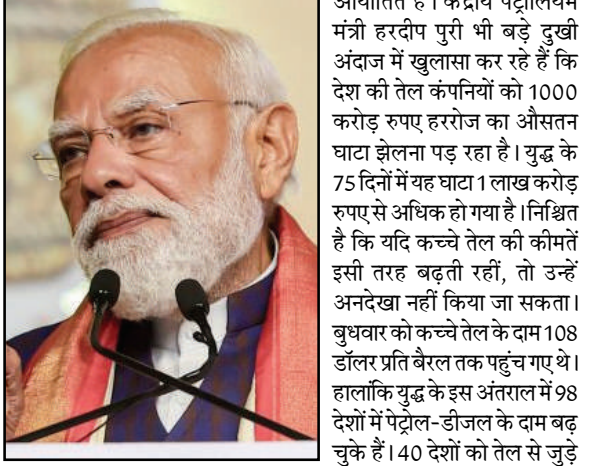 आयातित है। केंद्रीय पेट्रोलियम
मंत्री हरदीप पुरी भी बड़े दुखी
अंदाज में खुलासा कर रहे हैं कि
देश की तेल कंपनियों को 1000
करोड़ रुपए हररोज का औसतन
घाटा झेलना पड़ रहा है। युद्ध के
75 दिनों में यह घाटा 1 लाख करोड़
रुपए से अधिक हो गया है।निश्चित
है कि यदि कच्चे तेल की कीमतें
इसी तरह बढ़ती रहीं, तो उन्हें
अनदेखा नहीं किया जा सकता।
बुधवार को कच्चे तेल के दाम 108
डॉलर प्रति बैरल तक पहुंच गए थे।
हालांकि युद्ध के इस अंतराल में 98
देशों में पेट्रोल-डीजल के दाम बढ़
चुके हैं।40 देशों को तेल से जुड़े